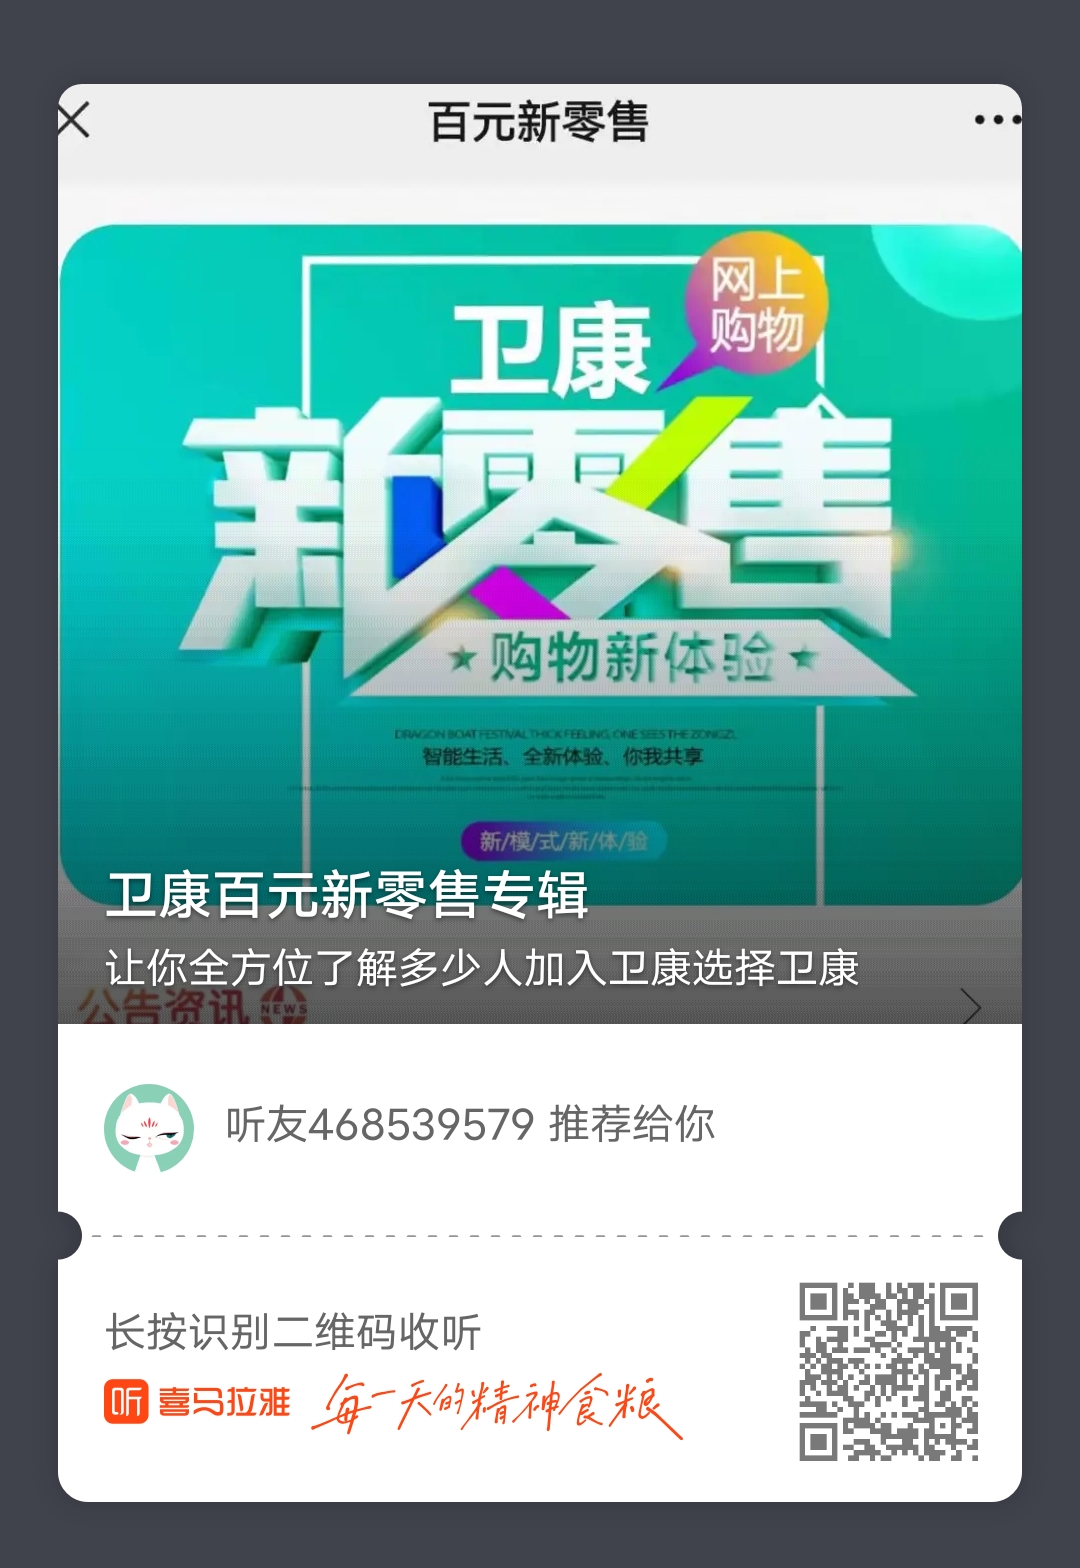 百元新零售
网上
购物
卫康
新零售
购物新体验
DRAGON BOAT FESTIVAL THICK FEELING, ONE SEES THE ZONGZI,
智能生活、全新体验、你我共享
新/模/式/新/体/验
卫康百元新零售专辑
让你全方位了解多少人加入卫康选择卫康
公告资讯 NEWS
听友468539579 推荐给你
长按识别二维码收听
听 喜马拉雅 每一天的精神食粮